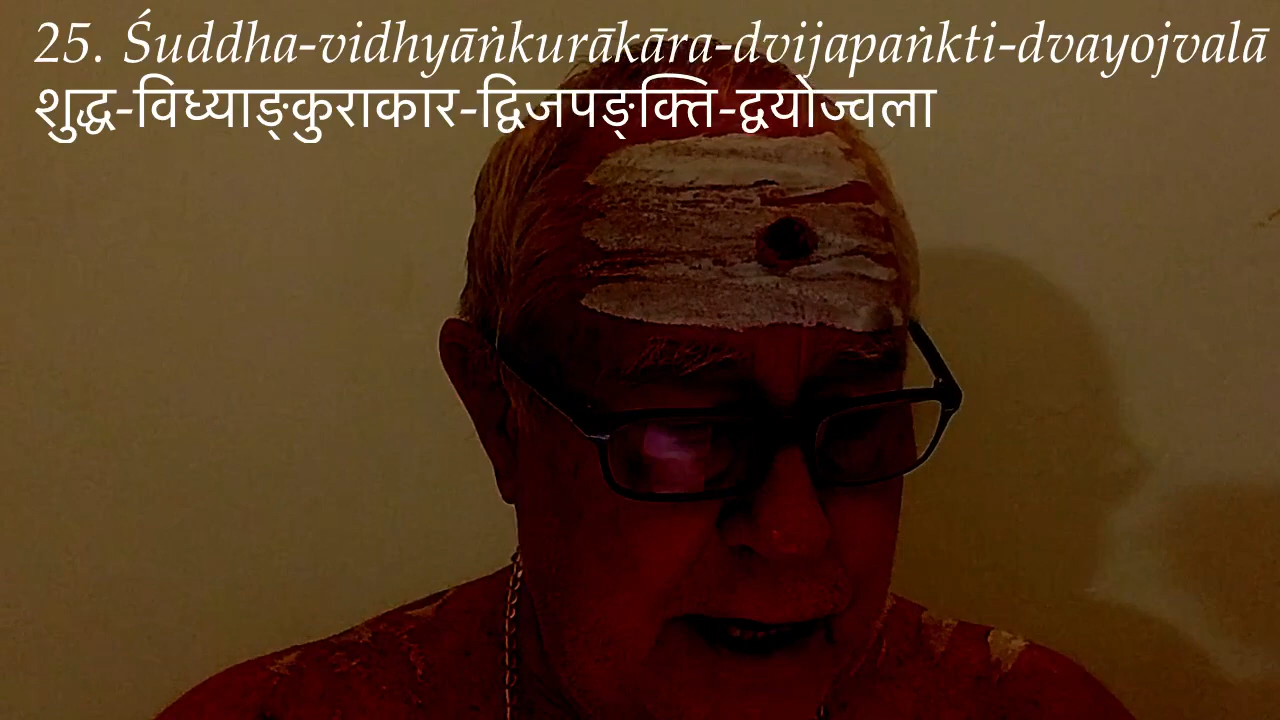 25. Śuddha-vidhyāṅkurākāra-dvijapaṅkti-dvayojvalā
शुद्ध-विध्याङ्कुराकार-द्विजपङ्क्ति-द्वयोज्वला